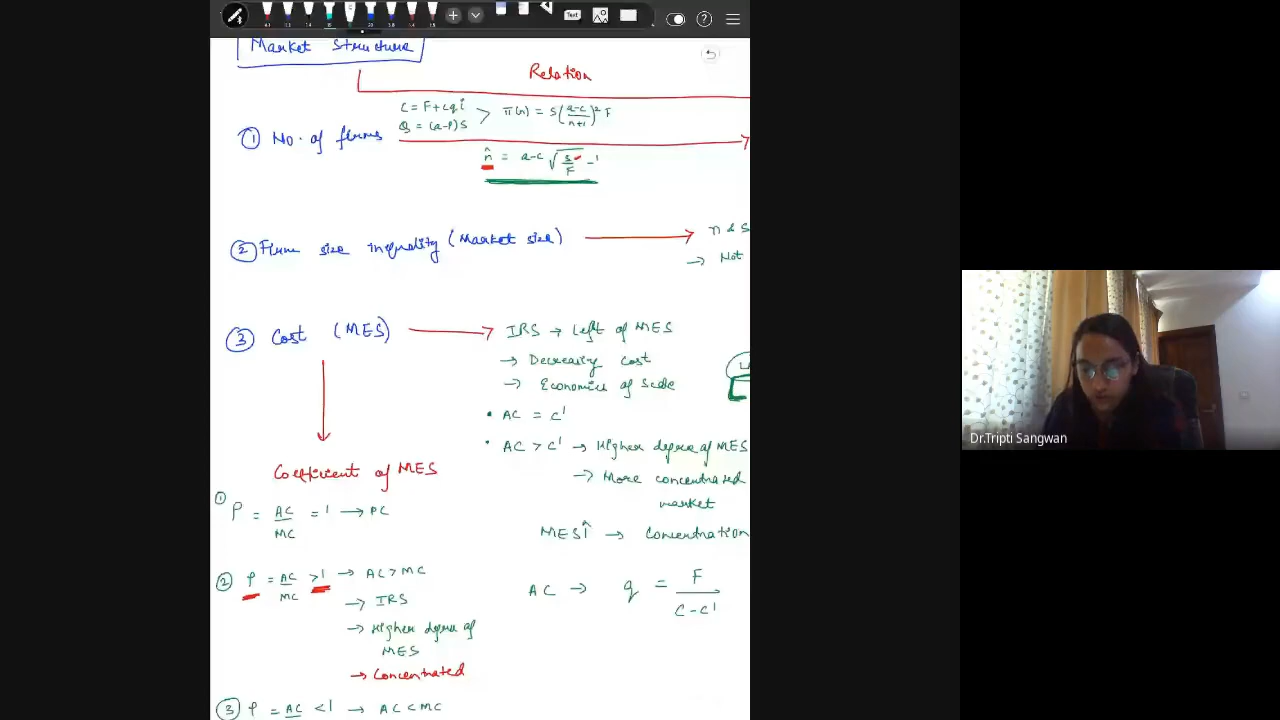 Text
Market structure
Relation
C = F + cqi
Q = (a-P)S
> π(n) = S(a-c/n+1)² F
① No. of firms
n̂ = a-c √S/F - 1
② Firm size inequality (Market size) → n & S
→ Not
③ Cost (MES) → IRS → Left of MES
→ Decreasing cost
→ Economies of Scale
• AC = C'
• AC > C' → Higher degree of MES
→ More concentrated
market
MES↑ → Concentration
Coefficient of MES
① ρ = AC/MC = 1 → PC
② ρ = AC/MC >1 → AC > MC
→ IRS
→ Higher degree of
MES
→ Concentrated
AC → q = F/C-C'
③ ρ = AC <1 → AC < MC
Dr.Tripti Sangwan